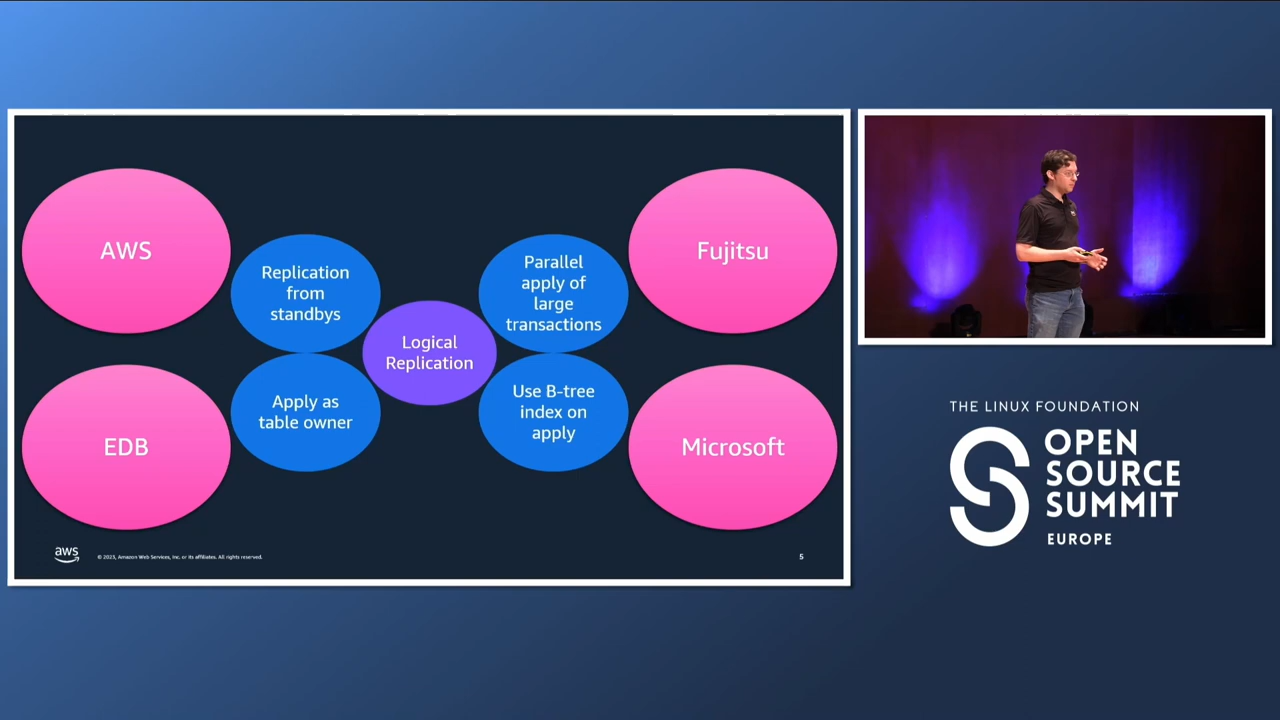 AWS
Replication
from
standbys
Parallel
apply of
large
transactions
Fujitsu
Logical
Replication
EDB
Apply as
table owner
Use B-tree
index on
apply
Microsoft
aws
© 2023, Amazon Web Services, Inc. or its affiliates. All rights reserved.
5
THE LINUX FOUNDATION
OPEN
SOURCE
SUMMIT
EUROPE